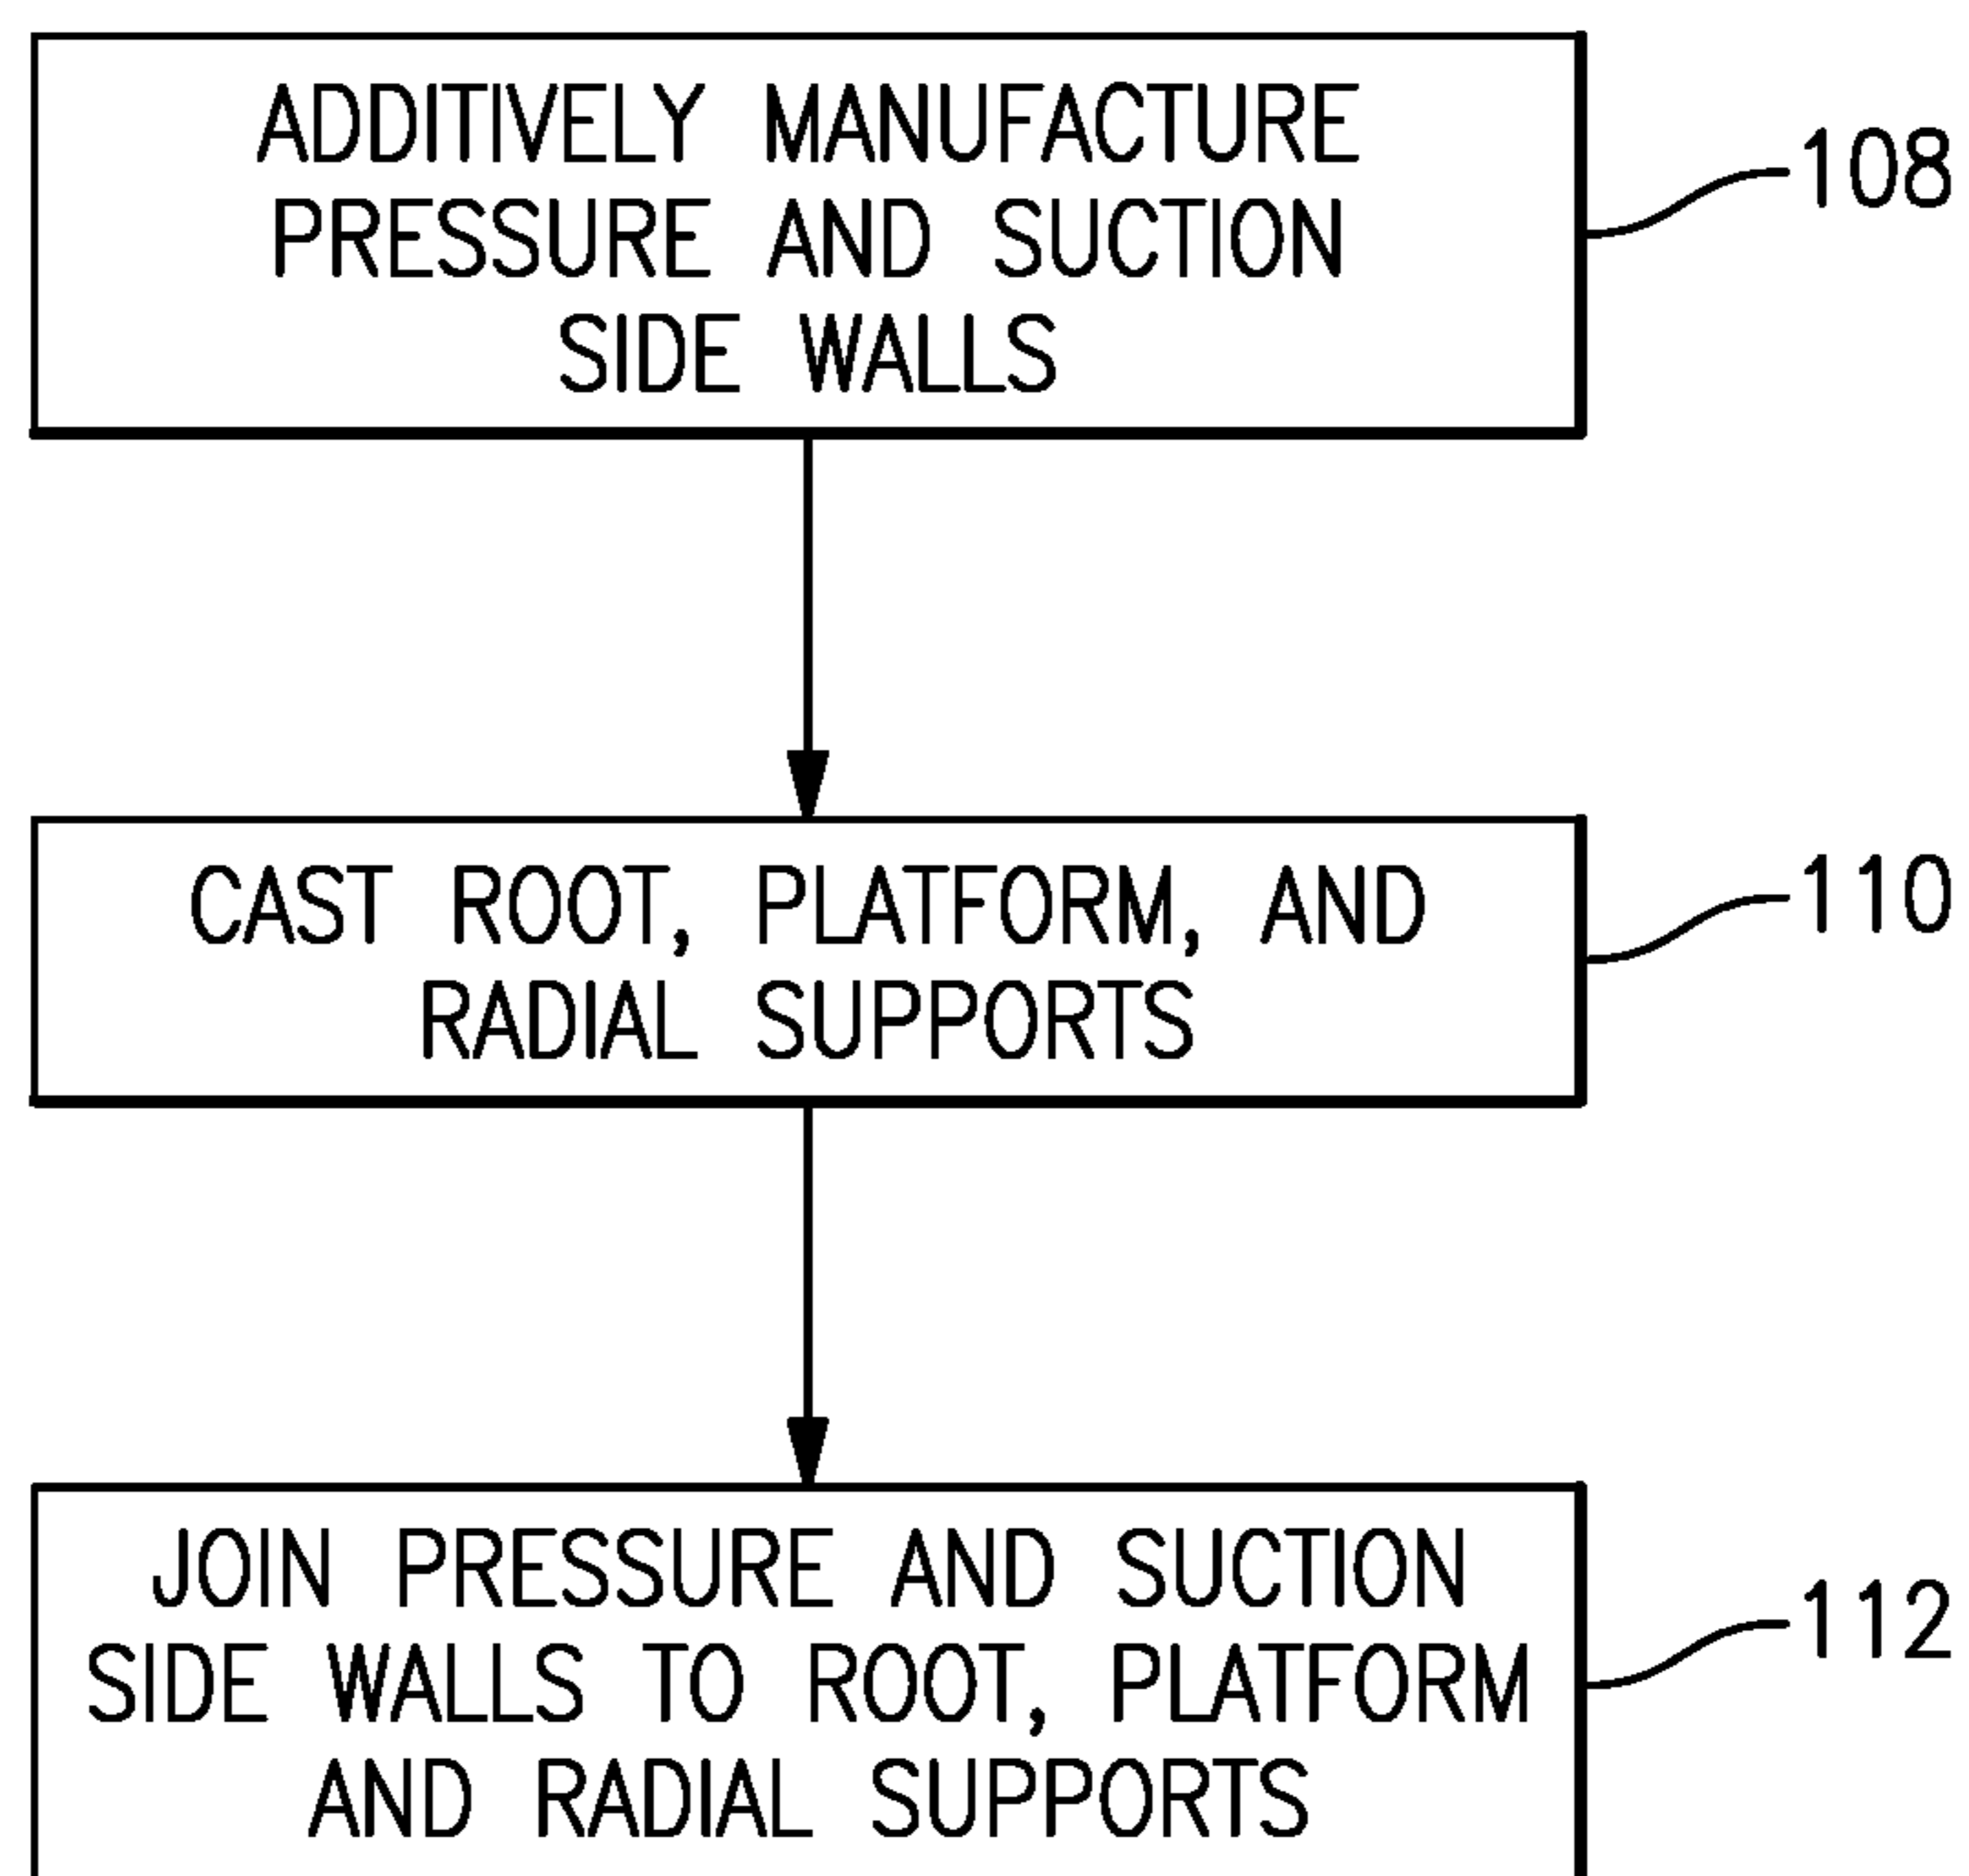 ADDITIVELY MANUFACTURE
PRESSURE AND SUCTION
SIDE WALLS
108
CAST ROOT, PLATFORM, AND
RADIAL SUPPORTS
110
JOIN PRESSURE AND SUCTION
SIDE WALLS TO ROOT, PLATFORM
AND RADIAL SUPPORTS
112